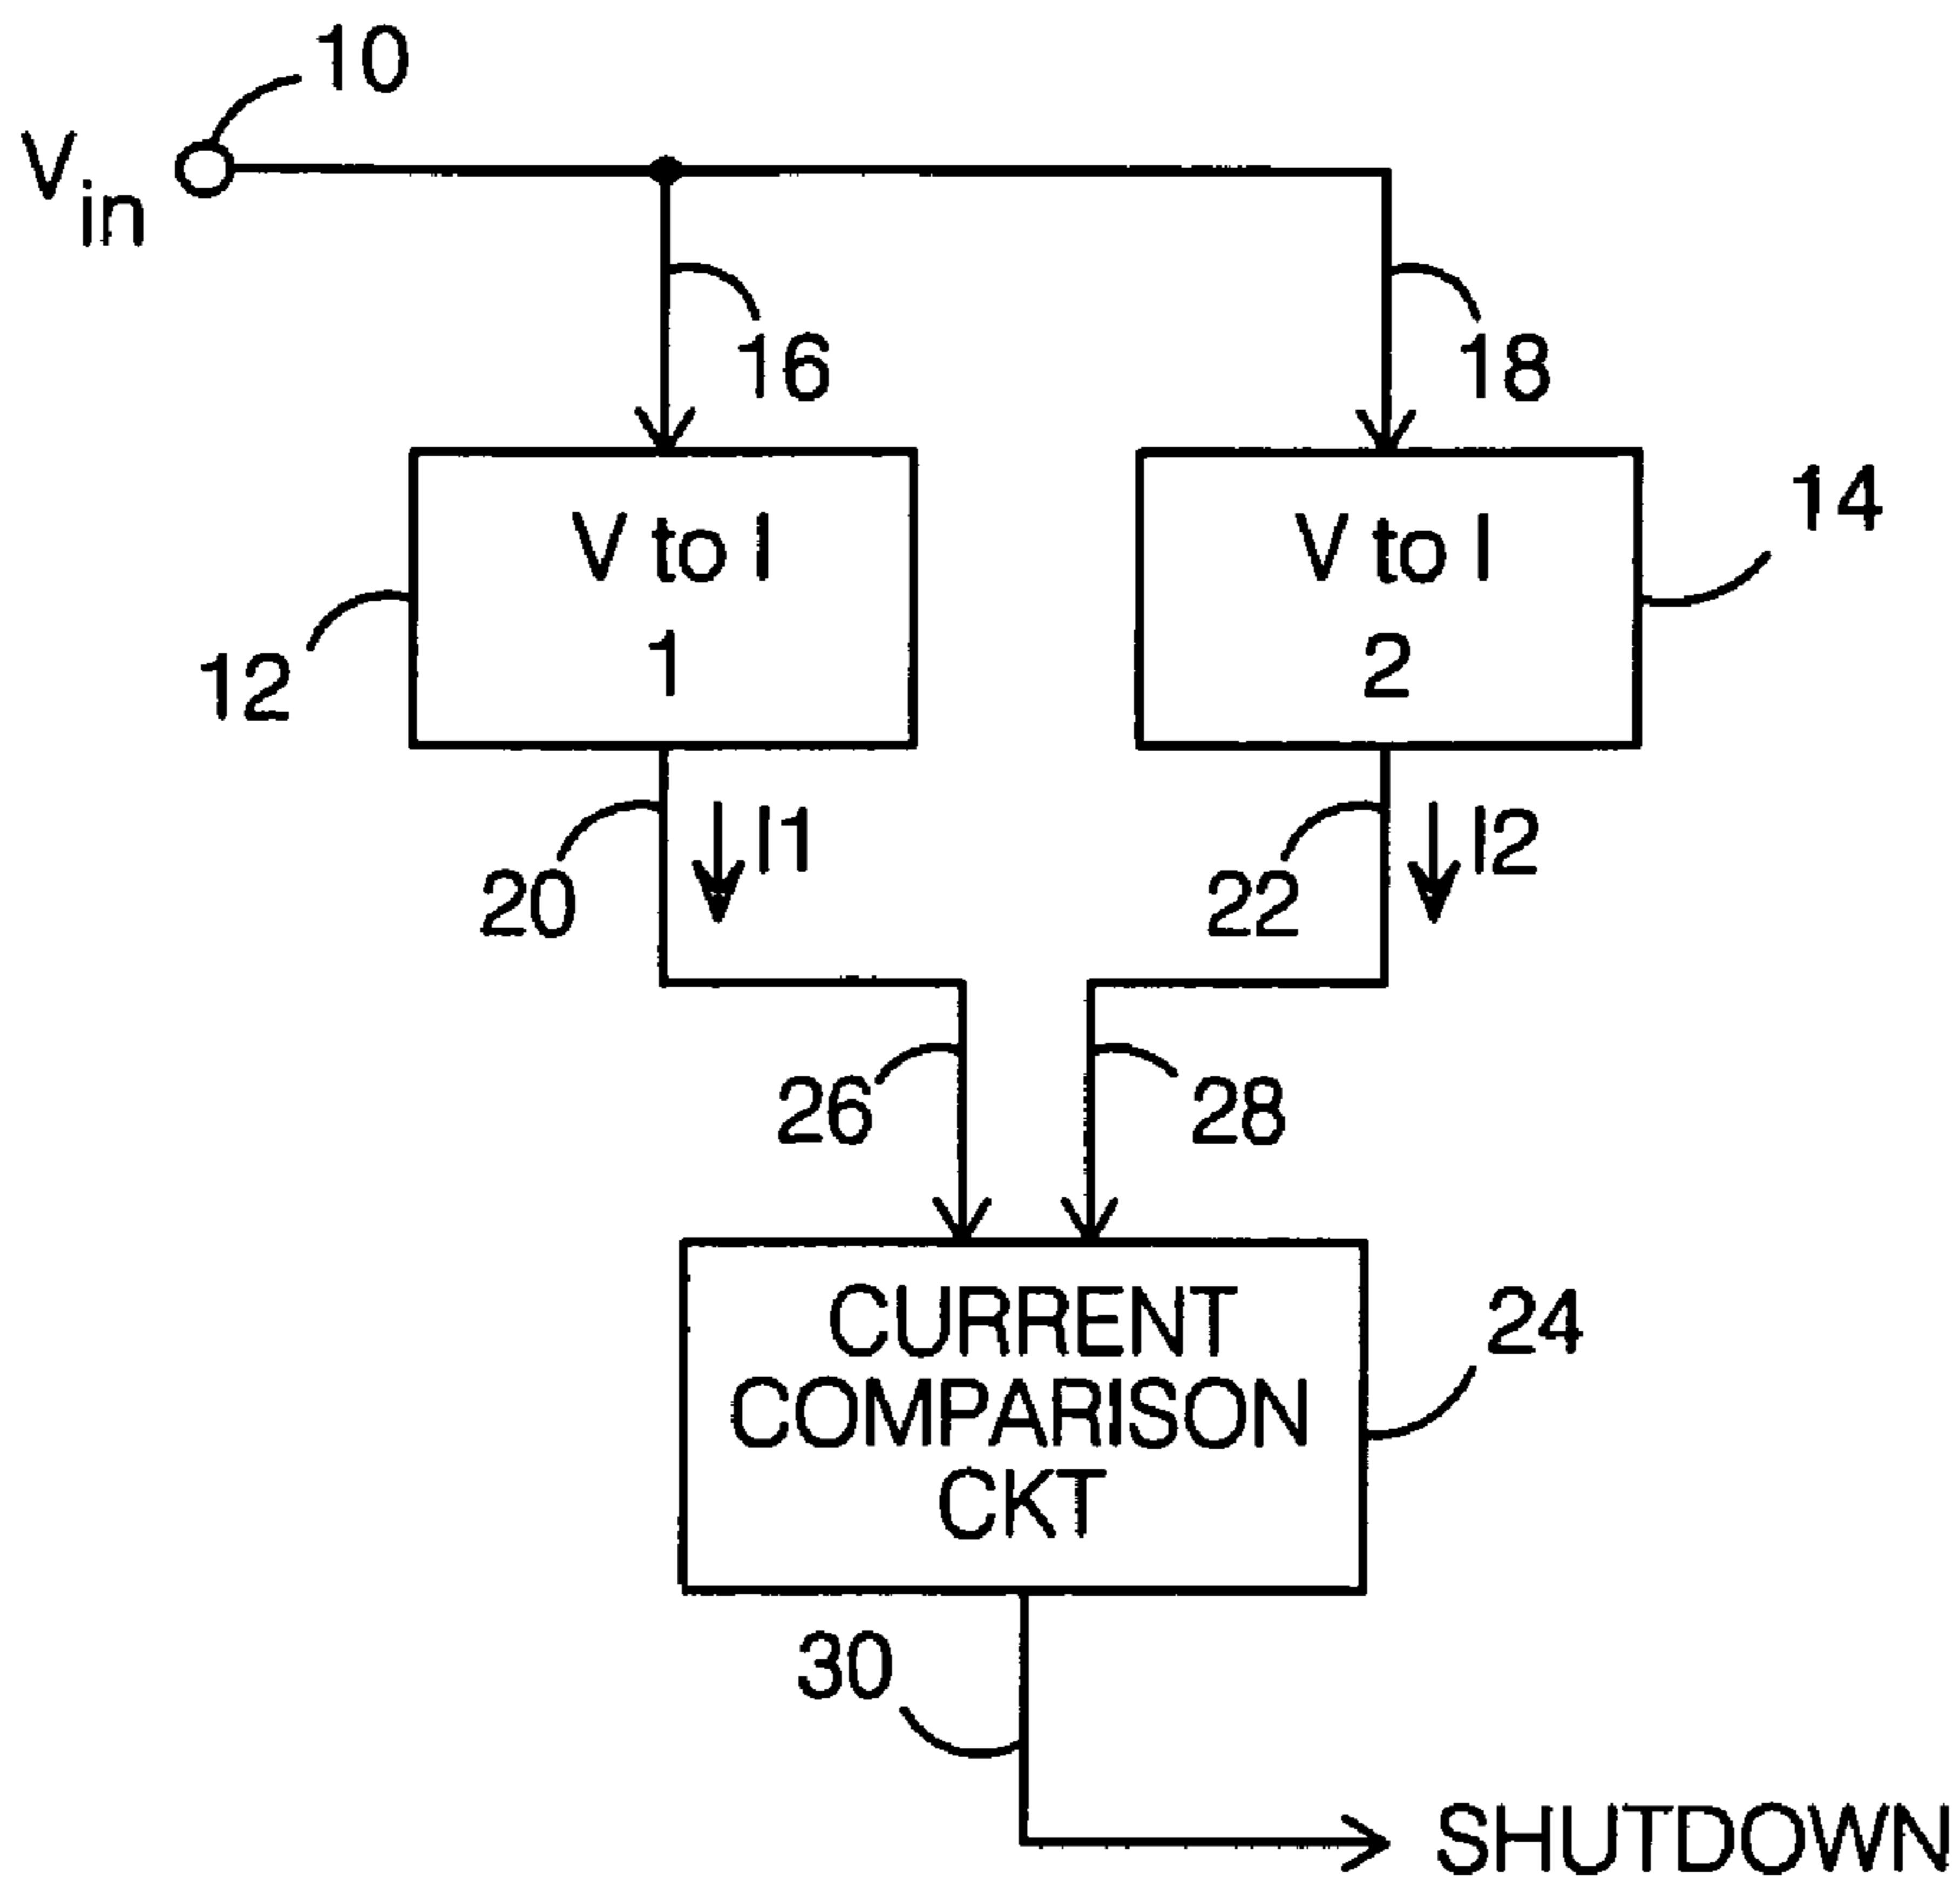 10
Vin
16
18
V to I
1
V to I
2
14
12
I1
I2
20
22
26
28
CURRENT
COMPARISON
CKT
24
30
SHUTDOWN